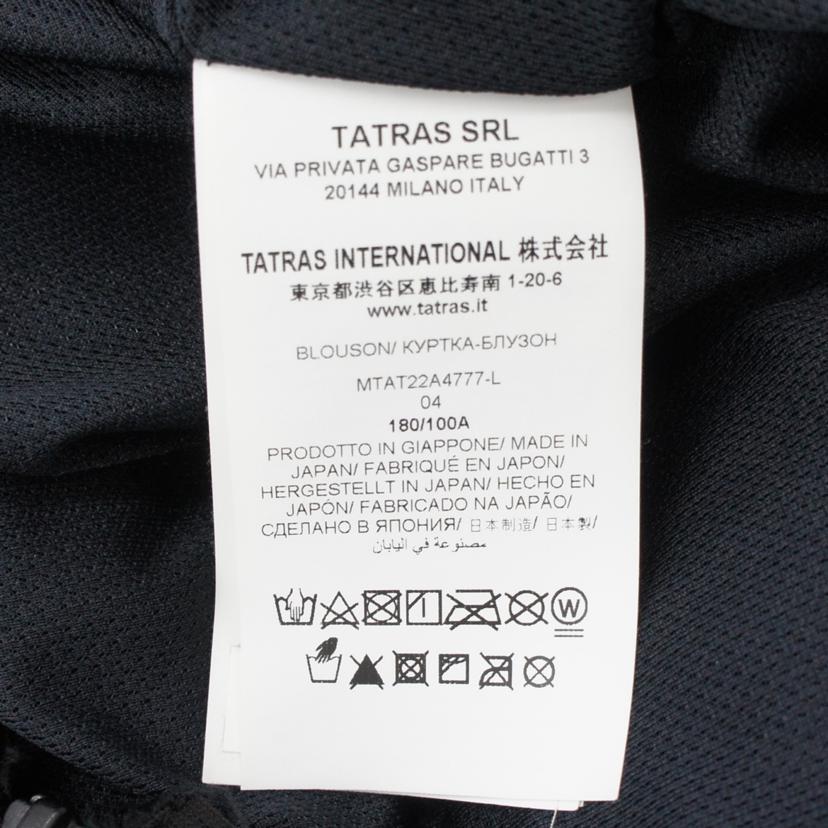 TATRAS SRL
VIA PRIVATA GASPARE BUGATTI 3
20144 MILANO ITALY
TATRAS INTERNATIONAL 株式会社
東京都渋谷区恵比寿南 1-20-6
www.tatras.it
BLOUSON/ КУРТКА-БЛУЗОН
MTAT22A4777-L
04
180/100A
PRODOTTO IN GIAPPONE/ MADE IN
JAPAN/ FABRIQUÉ EN JAPON/
HERGESTELLT IN JAPAN/ HECHO EN
JAPÓN/ FABRICADO NA JAPÃO/
СДЕЛАНО В ЯПОНИЯ/ 日本制造/ 日本製/
مصنوعة في اليابان
W